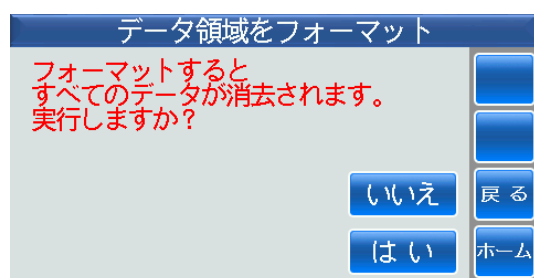 データ領域をフォーマット
フォーマットすると
すべてのデータが消去されます。
実行しますか？
いいえ
戻る
はい
ホーム